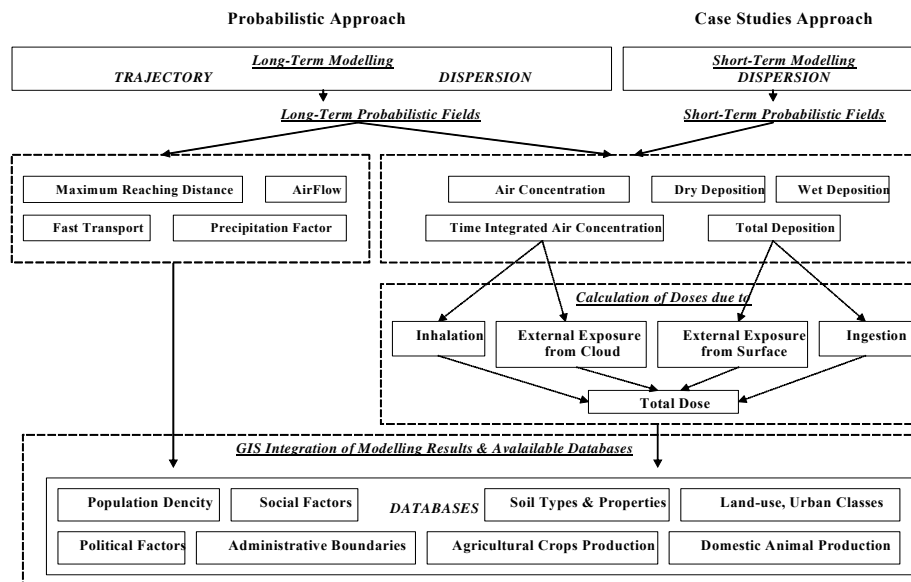 Probabilistic Approach
Case Studies Approach
Long-Term Modelling
TRAJECTORY DISPERSION
Short-Term Modelling
DISPERSION
Long-Term Probabilistic Fields
Short-Term Probabilistic Fields
Maximum Reaching Distance
AirFlow
Fast Transport
Precipitation Factor
Air Concentration
Dry Deposition
Wet Deposition
Time Integrated Air Concentration
Total Deposition
Calculation of Doses due to
Inhalation
External Exposure
from Cloud
External Exposure
from Surface
Ingestion
Total Dose
GIS Integration of Modelling Results & Avalailable Databases
Population Dencity
Social Factors
DATABASES
Soil Types & Properties
Land-use, Urban Classes
Political Factors
Administrative Boundaries
Agricultural Crops Production
Domestic Animal Production